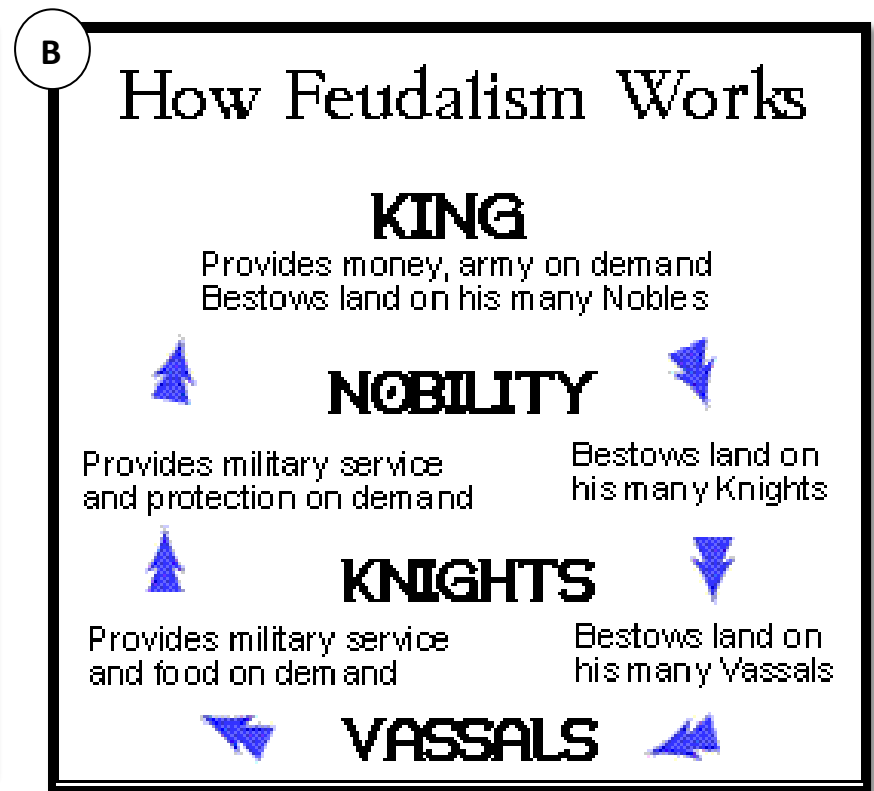 B
How Feudalism Works
KING
Provides money, army on demand
Bestows land on his many Nobles
NOBILITY
Provides military service
and protection on demand
Bestows land on
his many Knights
KNIGHTS
Provides military service
and food on demand
Bestows land on
his many Vassals
VASSALS